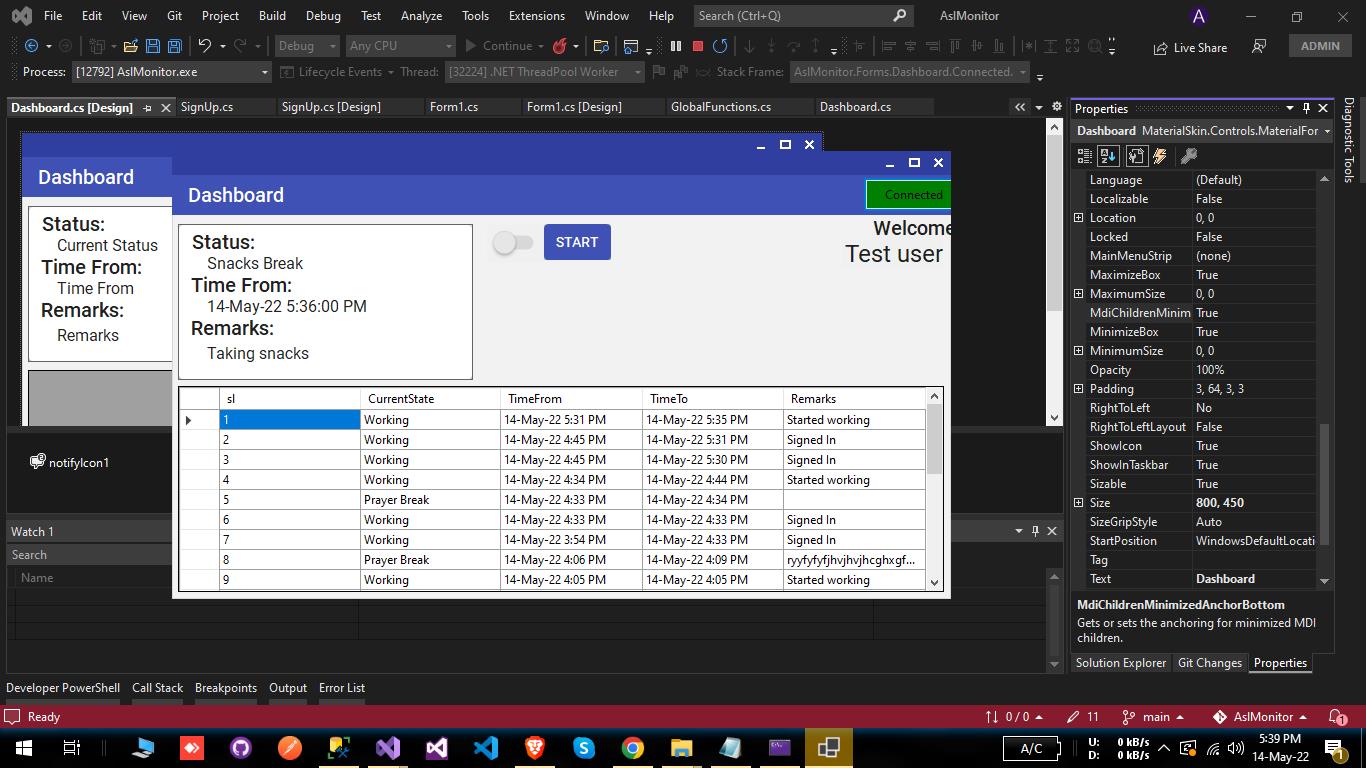 File Edit View Git Project Build Debug Test Analyze Tools Extensions Window Help Search (Ctrl+Q) AslMonitor A
Debug Any CPU Continue Live Share ADMIN
Process: [12792] AslMonitor.exe Lifecycle Events Thread: [32224] .NET ThreadPool Worker Stack Frame: AslMonitor.Forms.Dashboard.Connected.
Dashboard.cs [Design] SignUp.cs SignUp.cs [Design] Form1.cs Form1.cs [Design] GlobalFunctions.cs Dashboard.cs
Dashboard
Status:
Current Status
Time From:
Time From
Remarks:
Remarks
notifyIcon1
Dashboard
Connected
Status:
Snacks Break
Time From:
14-May-22 5:36:00 PM
Remarks:
Taking snacks
START
Welcome
Test user
sl CurrentState TimeFrom TimeTo Remarks
1 Working 14-May-22 5:31 PM 14-May-22 5:35 PM Started working
2 Working 14-May-22 4:45 PM 14-May-22 5:31 PM Signed In
3 Working 14-May-22 4:45 PM 14-May-22 5:30 PM Signed In
4 Working 14-May-22 4:34 PM 14-May-22 4:44 PM Started working
5 Prayer Break 14-May-22 4:33 PM 14-May-22 4:34 PM
6 Working 14-May-22 4:33 PM 14-May-22 4:33 PM Signed In
7 Working 14-May-22 3:54 PM 14-May-22 4:33 PM Signed In
8 Prayer Break 14-May-22 4:06 PM 14-May-22 4:09 PM ryyfyfyfjhvjhvjhcghxgf...
9 Working 14-May-22 4:05 PM 14-May-22 4:05 PM Started working
Watch 1
Search
Name
Properties
Dashboard MaterialSkin.Controls.MaterialFor
Language (Default)
Localizable False
Location 0, 0
Locked False
MainMenuStrip (none)
MaximizeBox True
MaximumSize 0, 0
MdiChildrenMinim True
MinimizeBox True
MinimumSize 0, 0
Opacity 100%
Padding 3, 64, 3, 3
RightToLeft No
RightToLeftLayout False
ShowIcon True
ShowInTaskbar True
Sizable True
Size 800, 450
SizeGripStyle Auto
StartPosition WindowsDefaultLocati
Tag
Text Dashboard
MdiChildrenMinimizedAnchorBottom
Gets or sets the anchoring for minimized MDI
children.
Solution Explorer Git Changes Properties
Diagnostic Tools
Developer PowerShell Call Stack Breakpoints Output Error List
Ready 0 / 0 11 main AslMonitor 1
A/C U: 0 kB/s 5:39 PM
D: 0 kB/s 14-May-22 1